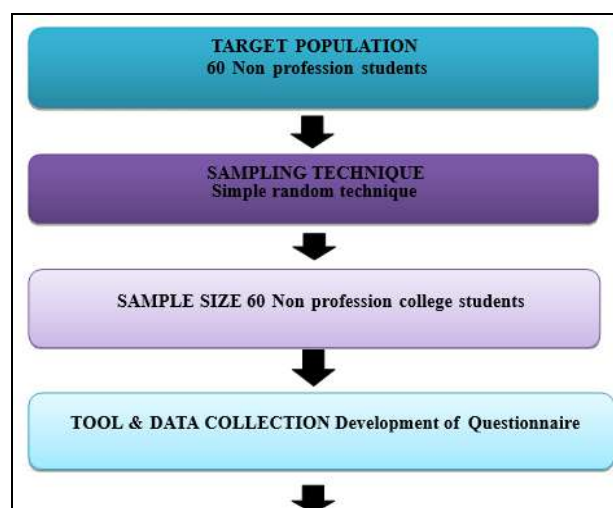 TARGET POPULATION
60 Non profession students
SAMPLING TECHNIQUE
Simple random technique
SAMPLE SIZE 60 Non profession college students
TOOL & DATA COLLECTION Development of Questionnaire